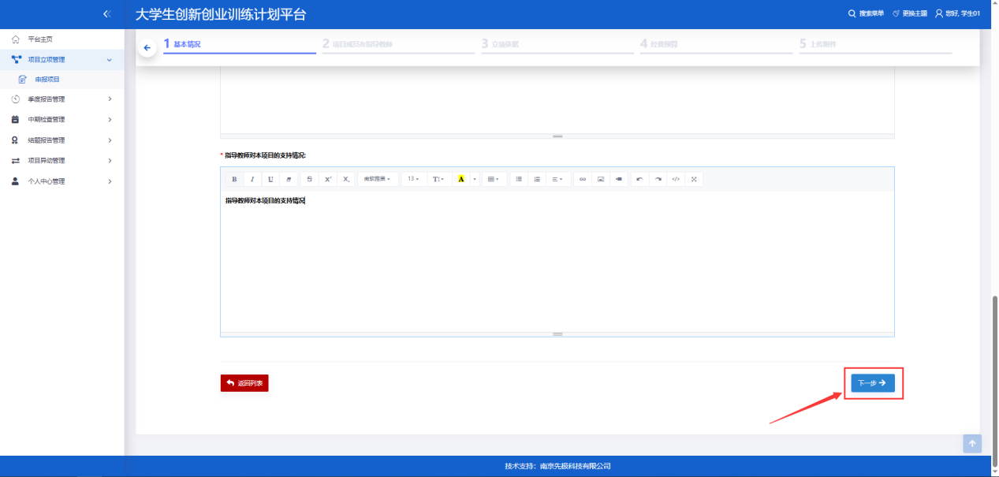 大学生创新创业训练计划平台
搜索菜单 更换主题 您好, 学生01
平台主页
项目立项管理
申报项目
季度报告管理
中期检查管理
结题报告管理
项目异动管理
个人中心管理
1 基本情况 2 项目成员及指导教师 3 立项依据 4 经费预算 5 上传附件
* 指导教师对本项目的支持情况:
B I U S X² X₂ 微软雅黑 13 T A </>
指导教师对本项目的支持情况
返回列表 下一步
技术支持：南京先极科技有限公司